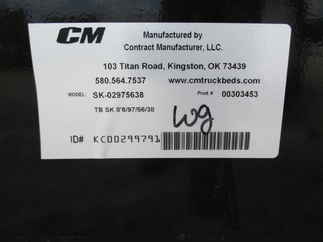 CM
Manufactured by
Contract Manufacturer, LLC.
103 Titan Road, Kingston, OK 73439
580.564.7537 www.cmtruckbeds.com
MODEL: SK-02975638 Prod # 00303453
TB SK 8'6/97/56/38
wg
ID# KC00299791